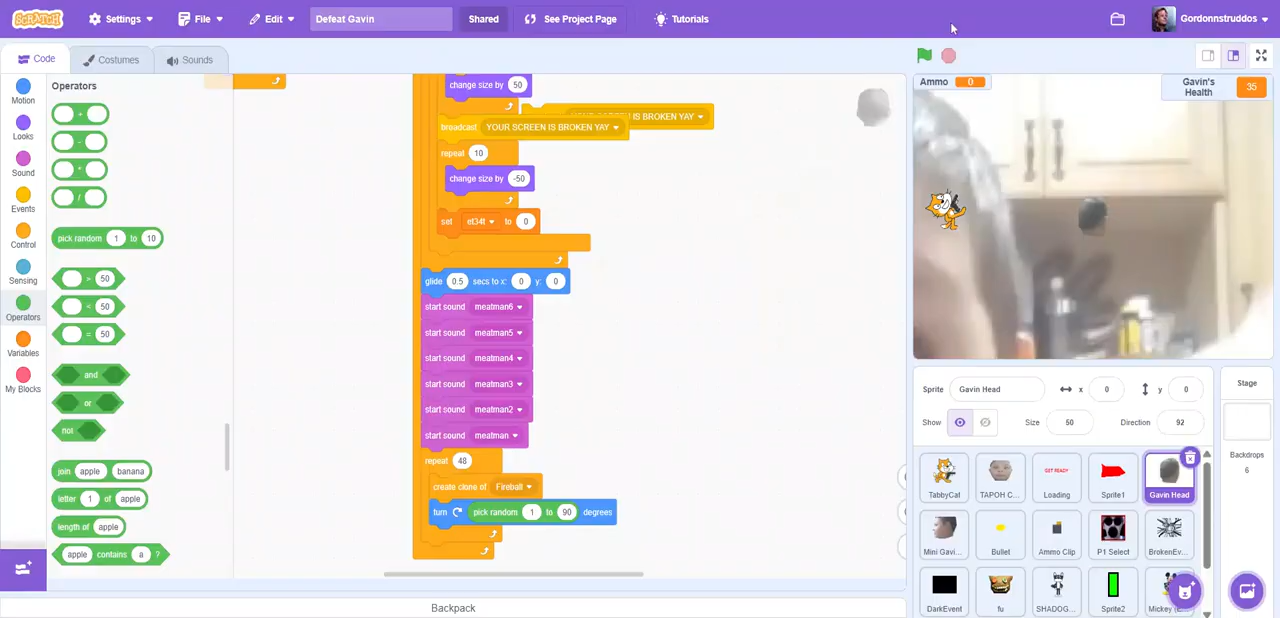 SCRATCH Settings File Edit Defeat Gavin Shared See Project Page Tutorials Gordonnstruddos
Code Costumes Sounds
Motion
Looks
Sound
Events
Control
Sensing
Operators
Variables
My Blocks
Operators
+
-
*
/
pick random 1 to 10
> 50
< 50
= 50
and
or
not
join apple banana
letter 1 of apple
length of apple
apple contains a ?
change size by 50
broadcast YOUR SCREEN IS BROKEN YAY
repeat 10
change size by -50
set et34t to 0
glide 0.5 secs to x: 0 y: 0
start sound meatman6
start sound meatman5
start sound meatman4
start sound meatman3
start sound meatman2
start sound meatman
repeat 48
create clone of Fireball
turn pick random 1 to 90 degrees
Backpack
Ammo 0
Gavin's Health 35
Sprite Gavin Head x 0 y 0
Show Size 50 Direction 92
TabbyCat TAPOH C... Loading Sprite1 Gavin Head
GET READY
Mini Gavi... Bullet Ammo Clip P1 Select BrokenEv...
DarkEvent fu SHADOG... Sprite2 Mickey (E...
Stage
Backdrops
6